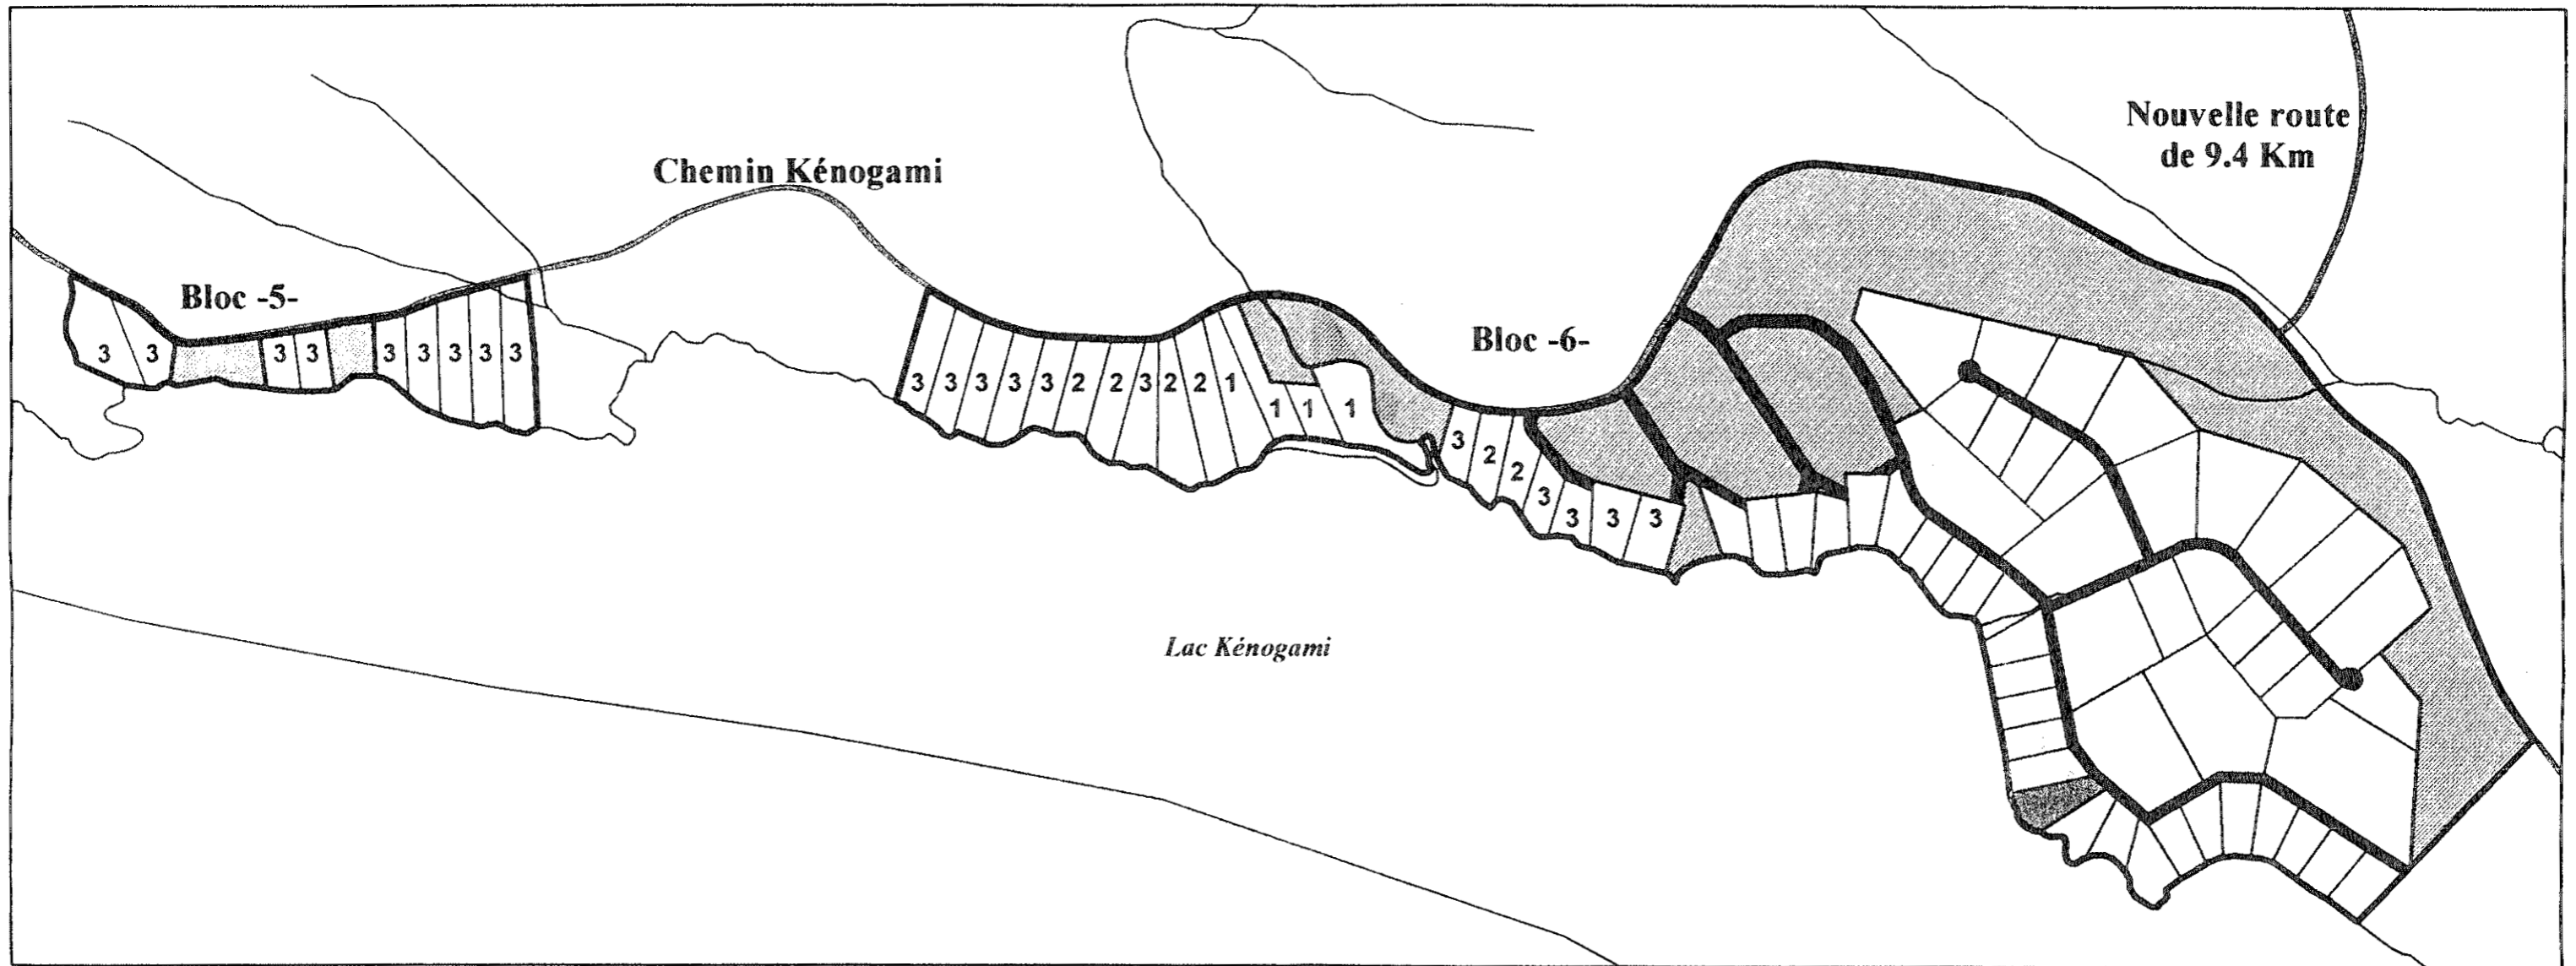 Nouvelle route
de 9.4 Km
Chemin Kénogami
Bloc -5-
Bloc -6-
3 3 3 3 3 3 3 3 3
3 3 3 3 3 2 2 3 2 2 1
1 1 1
3 2 2 3 3 3 3
Lac Kénogami